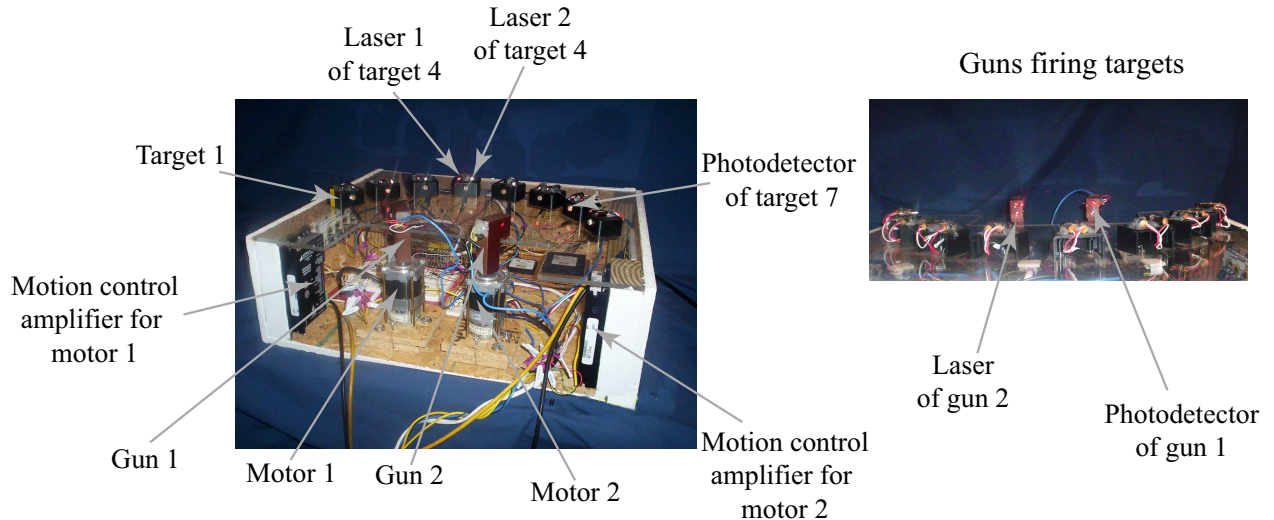 Laser 1
of target 4
Laser 2
of target 4
Guns firing targets
Target 1
Photodetector
of target 7
Motion control
amplifier for
motor 1
Laser
of gun 2
Photodetector
of gun 1
Gun 1
Motor 1
Gun 2
Motor 2
Motion control
amplifier for
motor 2